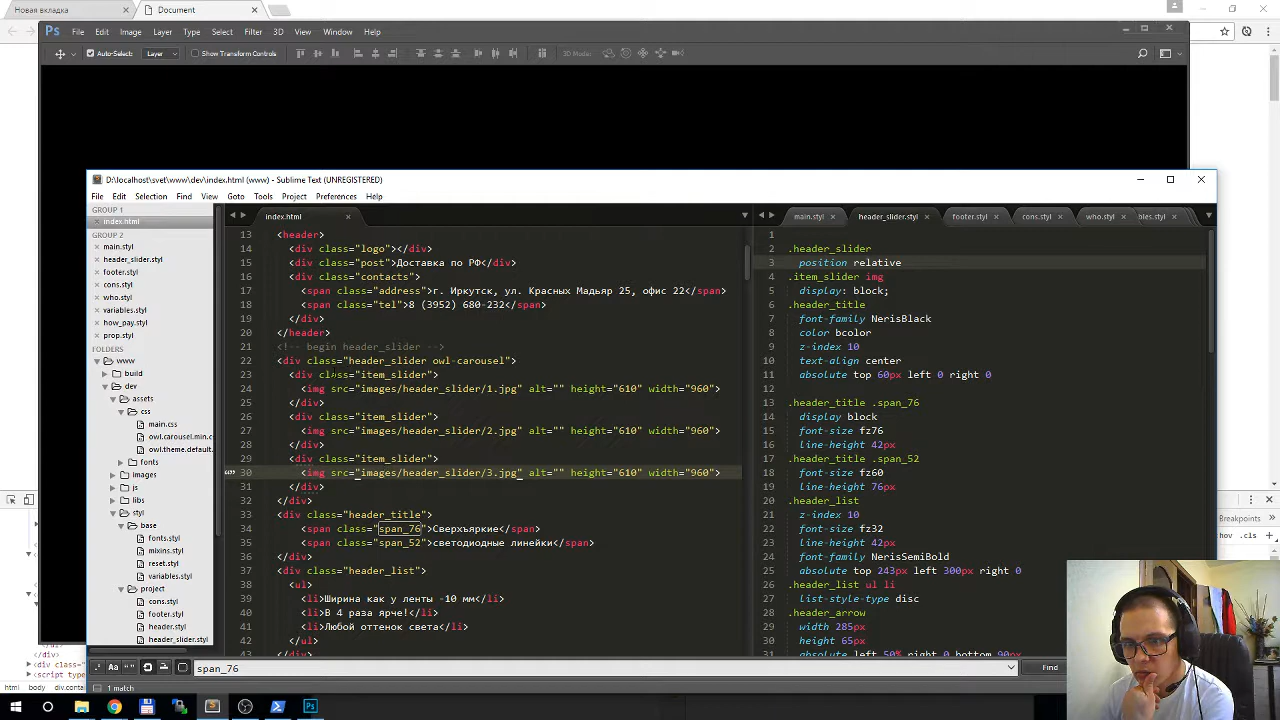 Новая вкладка
Document
Ps File Edit Image Layer Type Select Filter 3D View Window Help
Auto-Select: Layer Show Transform Controls 3D Mode:
D:\localhost\svet\www\dev\index.html (www) - Sublime Text (UNREGISTERED)
File Edit Selection Find View Goto Tools Project Preferences Help
GROUP 1
index.html
GROUP 2
main.styl
header_slider.styl
footer.styl
cons.styl
who.styl
variables.styl
how_pay.styl
prop.styl
FOLDERS
www
build
dev
assets
css
main.css
owl.carousel.min.c
owl.theme.default.
fonts
images
js
libs
styl
base
fonts.styl
mixins.styl
reset.styl
variables.styl
project
cons.styl
footer.styl
header.styl
header_slider.styl
index.html
13 <header>
14 <div class="logo"></div>
15 <div class="post">Доставка по РФ</div>
16 <div class="contacts">
17 <span class="address">г. Иркутск, ул. Красных Мадьяр 25, офис 22</span>
18 <span class="tel">8 (3952) 680-232</span>
19 </div>
20 </header>
21 <!-- begin header_slider -->
22 <div class="header_slider owl-carousel">
23 <div class="item_slider">
24 <img src="images/header_slider/1.jpg" alt="" height="610" width="960">
25 </div>
26 <div class="item_slider">
27 <img src="images/header_slider/2.jpg" alt="" height="610" width="960">
28 </div>
29 <div class="item_slider">
30 <img src="images/header_slider/3.jpg" alt="" height="610" width="960">
31 </div>
32 </div>
33 <div class="header_title">
34 <span class="span_76">Сверхъяркие</span>
35 <span class="span_52">светодиодные линейки</span>
36 </div>
37 <div class="header_list">
38 <ul>
39 <li>Ширина как у ленты -10 мм</li>
40 <li>В 4 раза ярче!</li>
41 <li>Любой оттенок света</li>
42 </ul>
main.styl header_slider.styl footer.styl cons.styl who.styl bles.styl
1
2 .header_slider
3 position relative
4 .item_slider img
5 display: block;
6 .header_title
7 font-family NerisBlack
8 color bcolor
9 z-index 10
10 text-align center
11 absolute top 60px left 0 right 0
12
13 .header_title .span_76
14 display block
15 font-size fz76
16 line-height 42px
17 .header_title .span_52
18 font-size fz60
19 line-height 76px
20 .header_list
21 z-index 10
22 font-size fz32
23 line-height 42px
24 font-family NerisSemiBold
25 absolute top 243px left 300px right 0
26 .header_list ul li
27 list-style-type disc
28 .header_arrow
29 width 285px
30 height 65px
31 absolute left 50% right 0 bottom 90px
Properties
hov .cls +
</div>
<div class=
<script type=
html body div.con
.* Aa "" span_76 Find
1 match